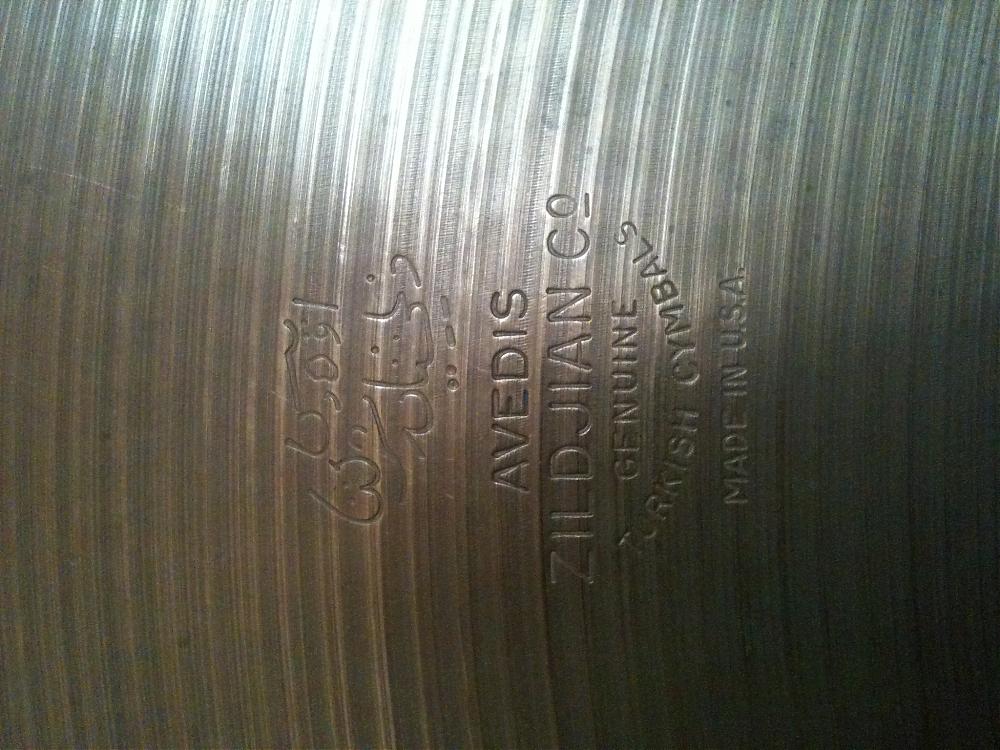 AVEDIS
ZILDJIAN CO
GENUINE
TURKISH CYMBALS
MADE IN U.S.A.